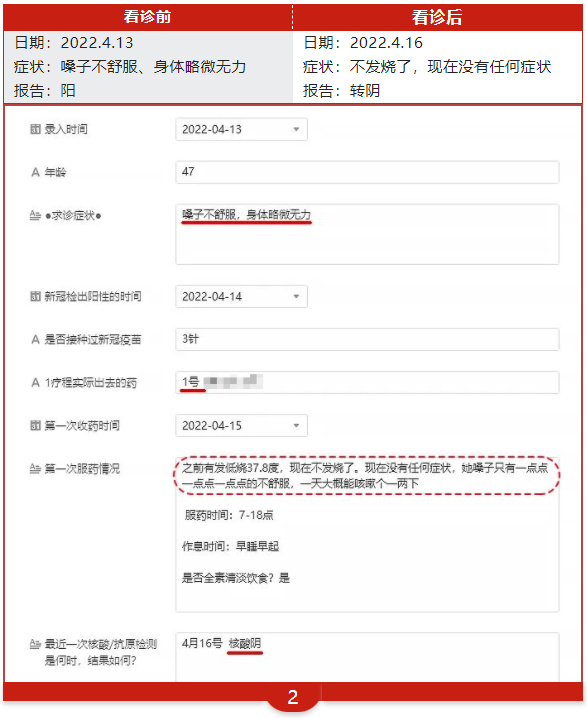 看诊前
看诊后
日期：2022.4.13
日期：2022.4.16
症状：嗓子不舒服、身体略微无力
症状：不发烧了，现在没有任何症状
报告：阳
报告：转阴
录入时间
2022-04-13
A 年龄
47
●求诊症状●
嗓子不舒服，身体略微无力
新冠检出阳性的时间
2022-04-14
A 是否接种过新冠疫苗
3针
A 1疗程实际出去的药
1号
第一次收药时间
2022-04-15
第一次服药情况
之前有发低烧37.8度，现在不发烧了。现在没有任何症状，她嗓子只有一点点
一点点一点点的不舒服，一天大概能咳嗽个一两下
服药时间：7-18点
作息时间：早睡早起
是否全素清淡饮食？是
最近一次核酸/抗原检测
是何时，结果如何？
4月16号 核酸阴
2